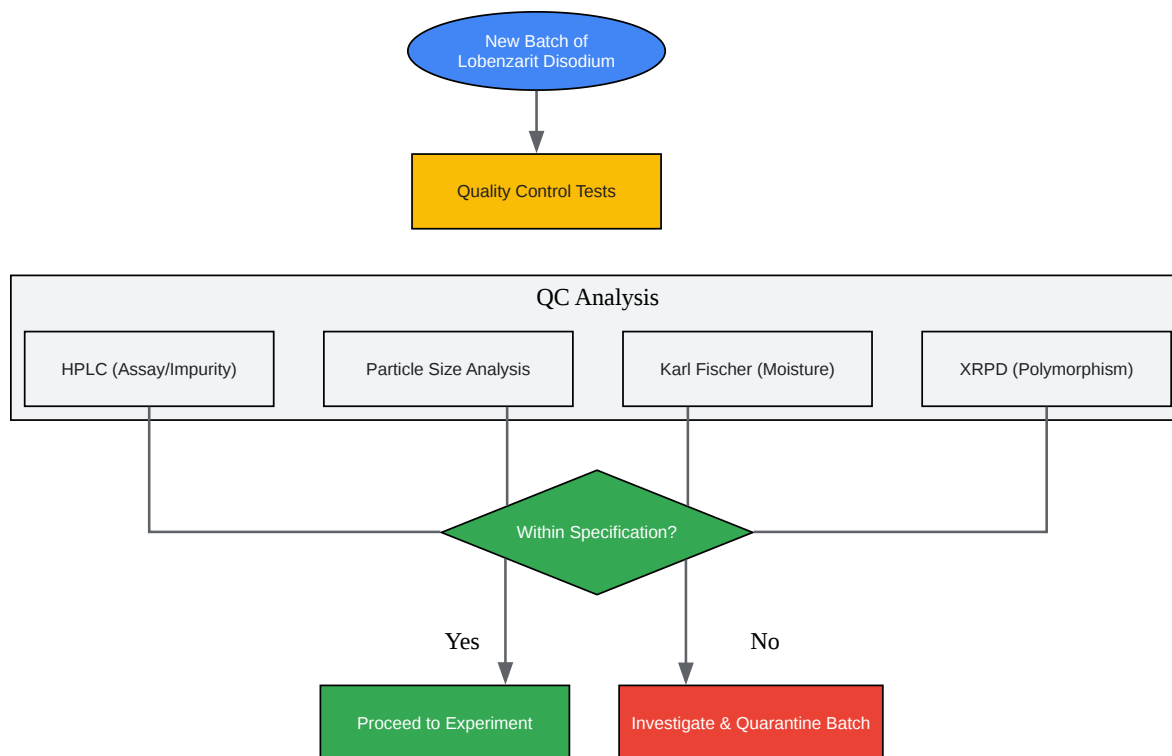 New Batch of
Lobenzarit Disodium
Quality Control Tests
QC Analysis
HPLC (Assay/Impurity)
Particle Size Analysis
Karl Fischer (Moisture)
XRPD (Polymorphism)
Within Specification?
Yes
No
Proceed to Experiment
Investigate & Quarantine Batch